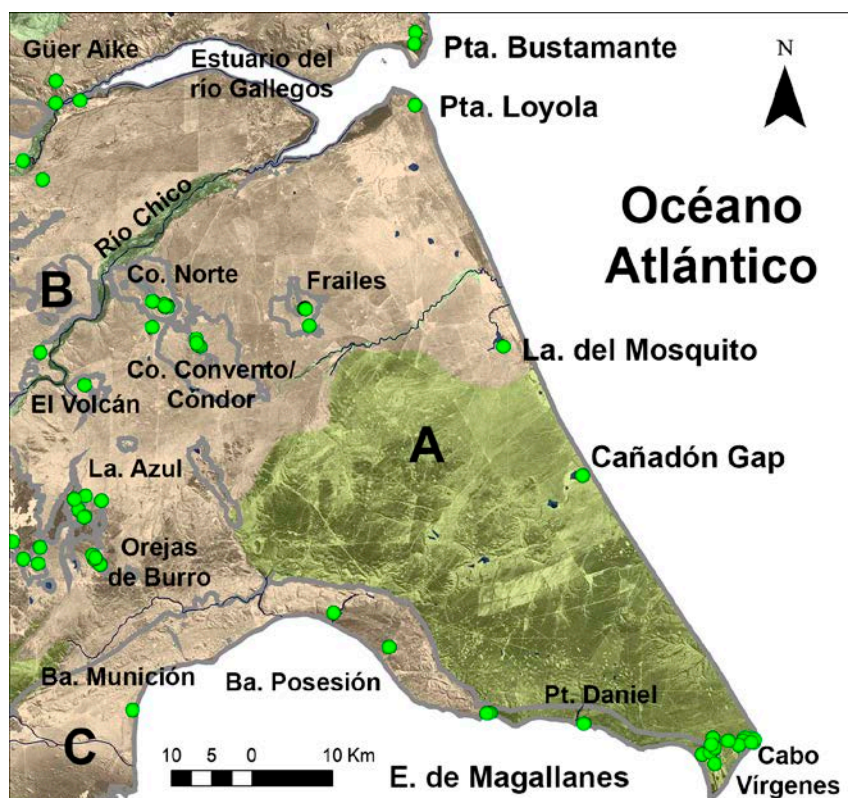 Güer Aike
Estuario del
río Gallegos
Pta. Bustamante
N
Pta. Loyola
Océano
Atlántico
Río Chico
B
Co. Norte
Frailes
La. del Mosquito
Co. Convento/
Cóndor
El Volcán
A
La. Azul
Cañadón Gap
Orejas
de Burro
Ba. Munición
Ba. Posesión
Pt. Daniel
C
10 5 0 10 Km
E. de Magallanes
Cabo
Vírgenes